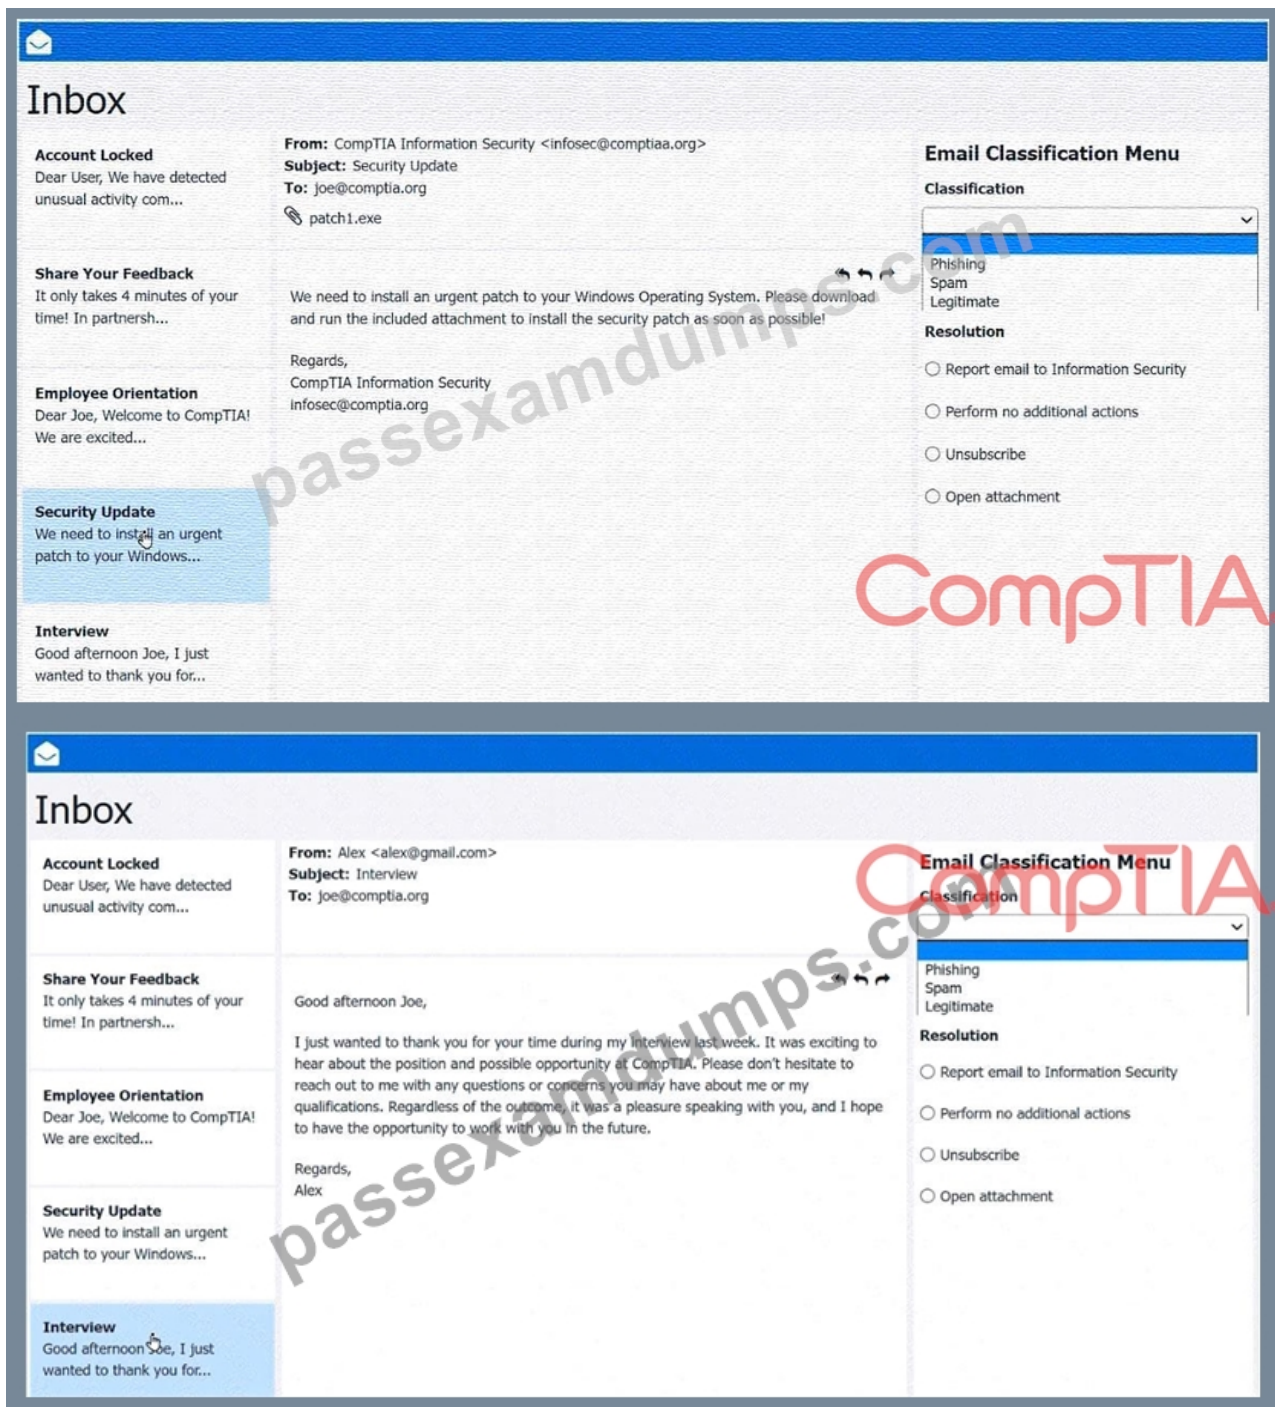 Inbox
Account Locked
Dear User, We have detected
unusual activity com...
Share Your Feedback
It only takes 4 minutes of your
time! In partnersh...
Employee Orientation
Dear Joe, Welcome to CompTIA!
We are excited...
Security Update
We need to install an urgent
patch to your Windows...
Interview
Good afternoon Joe, I just
wanted to thank you for...
From: CompTIA Information Security <infosec@comptiaa.org>
Subject: Security Update
To: joe@comptia.org
patch1.exe
We need to install an urgent patch to your Windows Operating System. Please download
and run the included attachment to install the security patch as soon as possible!
Regards,
CompTIA Information Security
infosec@comptia.org
Email Classification Menu
Classification
Phishing
Spam
Legitimate
Resolution
Report email to Information Security
Perform no additional actions
Unsubscribe
Open attachment
passexamdumps.com
CompTIA
Inbox
Account Locked
Dear User, We have detected
unusual activity com...
Share Your Feedback
It only takes 4 minutes of your
time! In partnersh...
Employee Orientation
Dear Joe, Welcome to CompTIA!
We are excited...
Security Update
We need to install an urgent
patch to your Windows...
Interview
Good afternoon Joe, I just
wanted to thank you for...
From: Alex <alex@gmail.com>
Subject: Interview
To: joe@comptia.org
Good afternoon Joe,
I just wanted to thank you for your time during my interview last week. It was exciting to
hear about the position and possible opportunity at CompTIA. Please don't hesitate to
reach out to me with any questions or concerns you may have about me or my
qualifications. Regardless of the outcome, it was a pleasure speaking with you, and I hope
to have the opportunity to work with you in the future.
Regards,
Alex
Email Classification Menu
Classification
Phishing
Spam
Legitimate
Resolution
Report email to Information Security
Perform no additional actions
Unsubscribe
Open attachment
passexamdumps.com
CompTIA